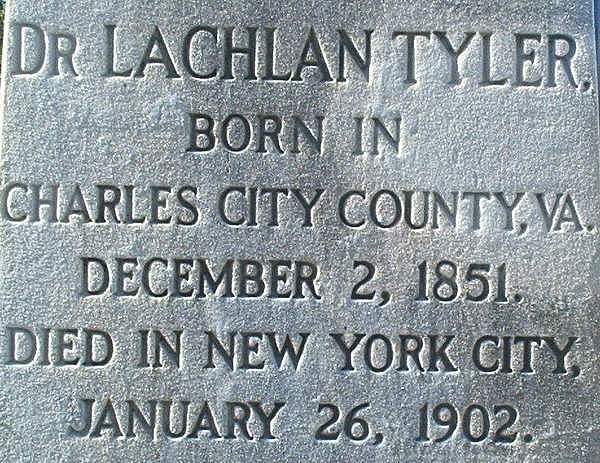 DR LACHLAN TYLER,
BORN IN
CHARLES CITY COUNTY, VA.
DECEMBER 2, 1851.
DIED IN NEW YORK CITY,
JANUARY 26, 1902.